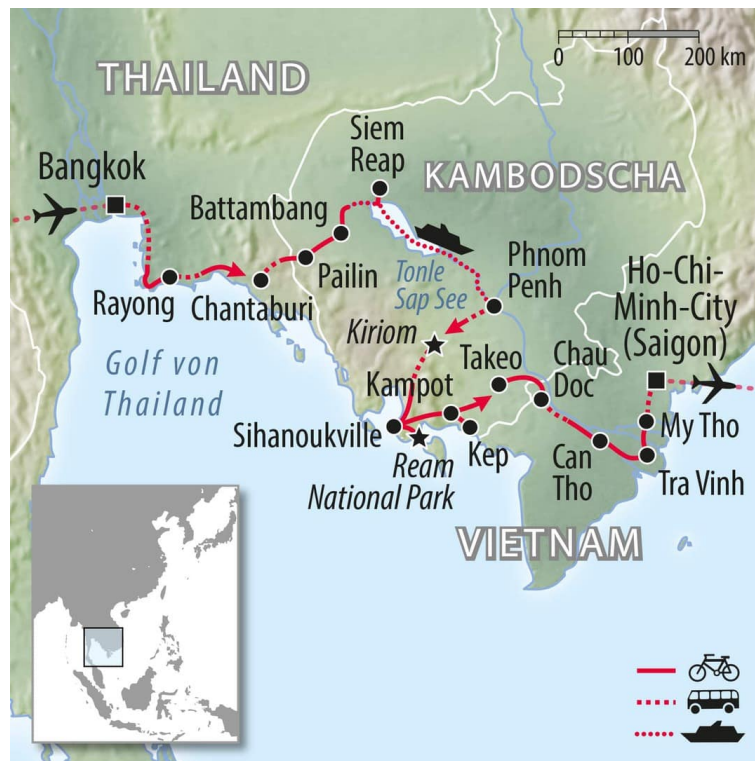 THAILAND
0
100
200 km
Siem
Reap
Bangkok
KAMBODSCHA
Battambang
Phnom
Penh
Ho-Chi-
Minh-City
(Saigon)
Pailin
Tonle
Sap See
Rayong
Chantaburi
Kiriom
Takeo
Chau
Doc
Golf von
Thailand
Kampot
My Tho
Sihanoukville
Kep
Can
Tho
Tra Vinh
Ream
National Park
VIETNAM